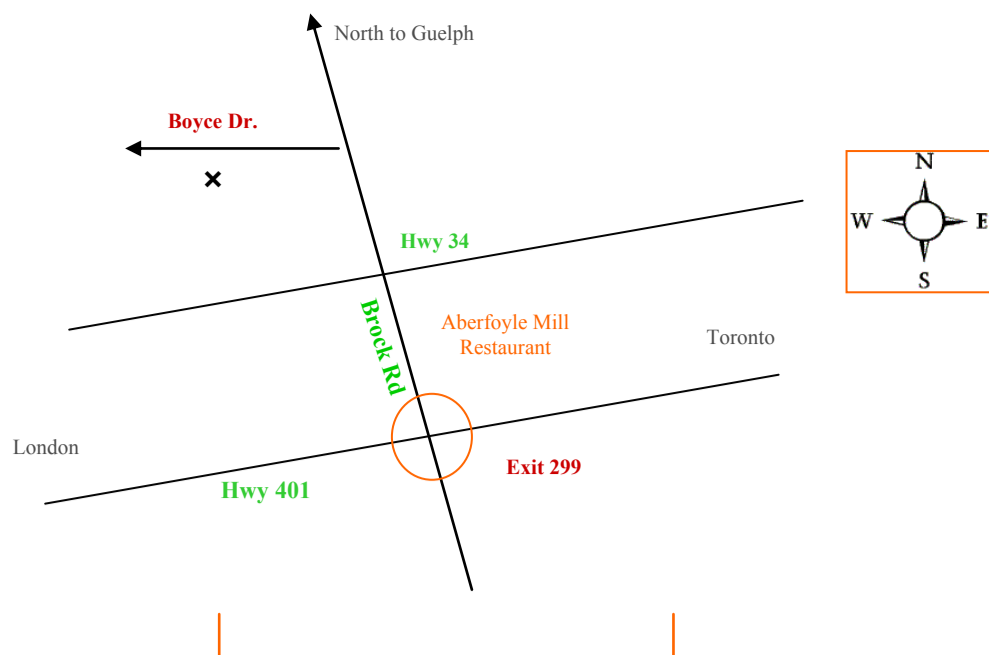 North to Guelph
Boyce Dr.
N
W
E
S
Hwy 34
Brock Rd
Aberfoyle Mill
Restaurant
Toronto
London
Exit 299
Hwy 401